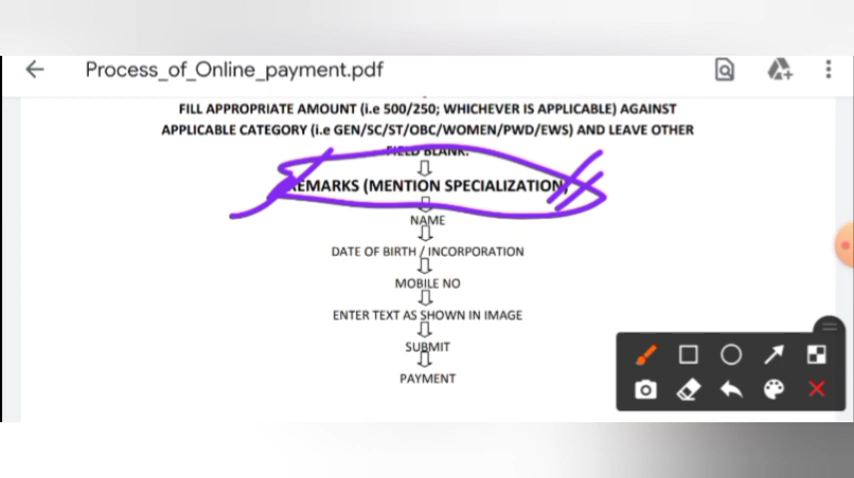 Process_of_Online_payment.pdf
FILL APPROPRIATE AMOUNT (i.e 500/250; WHICHEVER IS APPLICABLE) AGAINST
APPLICABLE CATEGORY (i.e GEN/SC/ST/OBC/WOMEN/PWD/EWS) AND LEAVE OTHER
FIELD BLANK.
REMARKS (MENTION SPECIALIZATION)
NAME
DATE OF BIRTH / INCORPORATION
MOBILE NO
ENTER TEXT AS SHOWN IN IMAGE
SUBMIT
PAYMENT